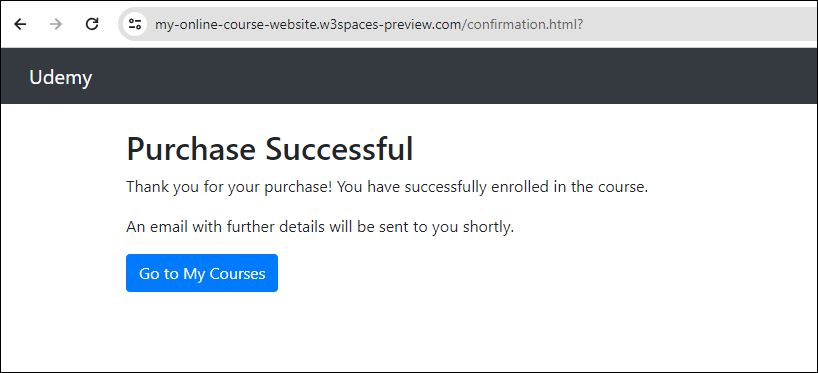 my-online-course-website.w3spaces-preview.com/confirmation.html?
Udemy
Purchase Successful
Thank you for your purchase! You have successfully enrolled in the course.
An email with further details will be sent to you shortly.
Go to My Courses